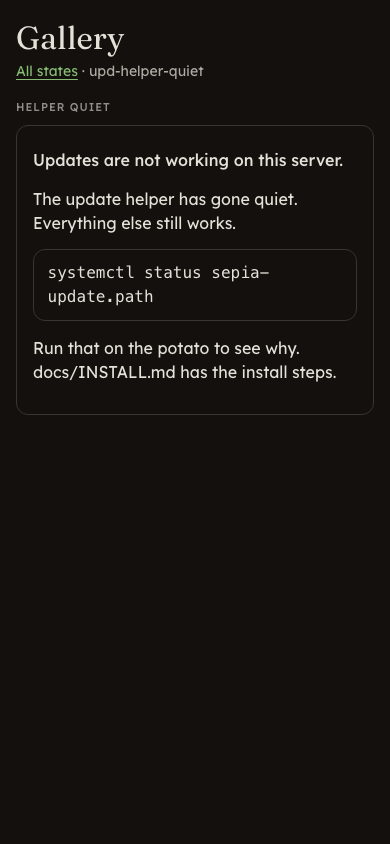 Gallery
All states · upd-helper-quiet
HELPER QUIET
Updates are not working on this server.
The update helper has gone quiet.
Everything else still works.
systemctl status sepia-
update.path
Run that on the potato to see why.
docs/INSTALL.md has the install steps.